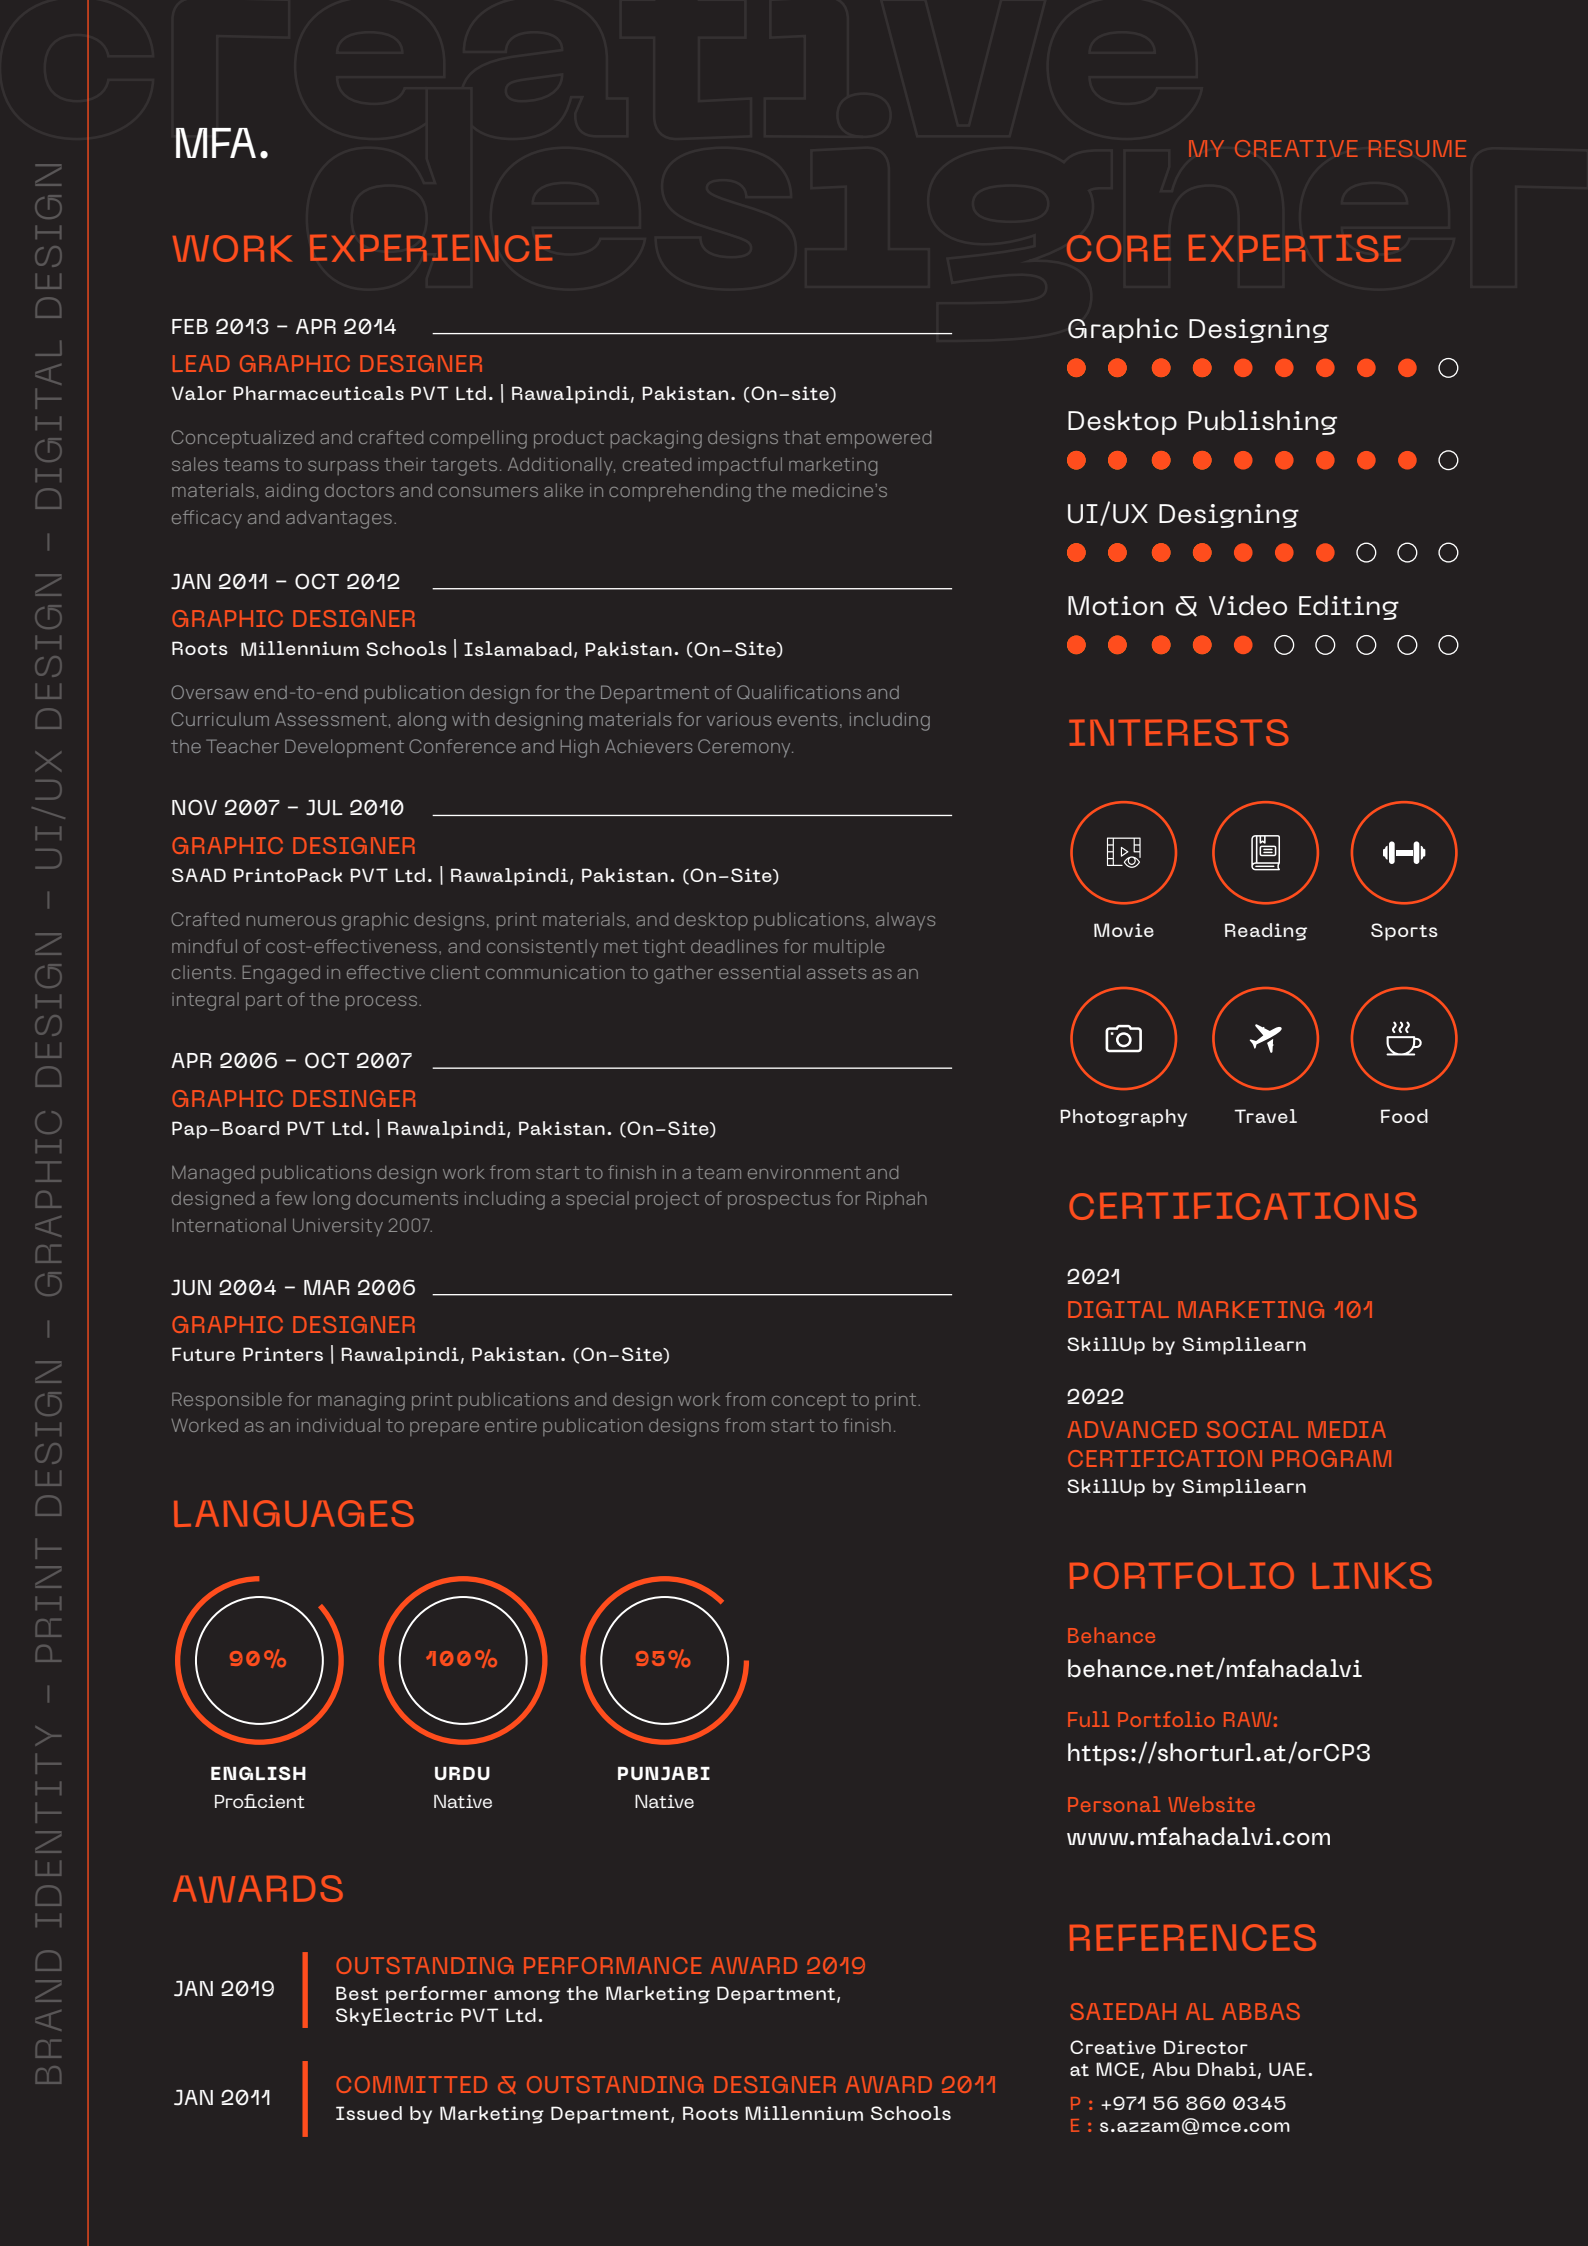 creative
designer
MFA.
MY CREATIVE RESUME
BRAND IDENTITY - PRINT DESIGN - GRAPHIC DESIGN - UI/UX DESIGN - DIGITAL DESIGN
WORK EXPERIENCE
FEB 2013 - APR 2014
LEAD GRAPHIC DESIGNER
Valor Pharmaceuticals PVT Ltd. | Rawalpindi, Pakistan. (On-site)
Conceptualized and crafted compelling product packaging designs that empowered
sales teams to surpass their targets. Additionally, created impactful marketing
materials, aiding doctors and consumers alike in comprehending the medicine's
efficacy and advantages.
JAN 2011 - OCT 2012
GRAPHIC DESIGNER
Roots Millennium Schools | Islamabad, Pakistan. (On-Site)
Oversaw end-to-end publication design for the Department of Qualifications and
Curriculum Assessment, along with designing materials for various events, including
the Teacher Development Conference and High Achievers Ceremony.
NOV 2007 - JUL 2010
GRAPHIC DESIGNER
SAAD PrintoPack PVT Ltd. | Rawalpindi, Pakistan. (On-Site)
Crafted numerous graphic designs, print materials, and desktop publications, always
mindful of cost-effectiveness, and consistently met tight deadlines for multiple
clients. Engaged in effective client communication to gather essential assets as an
integral part of the process.
APR 2006 - OCT 2007
GRAPHIC DESINGER
Pap-Board PVT Ltd. | Rawalpindi, Pakistan. (On-Site)
Managed publications design work from start to finish in a team environment and
designed a few long documents including a special project of prospectus for Riphah
International University 2007.
JUN 2004 - MAR 2006
GRAPHIC DESIGNER
Future Printers | Rawalpindi, Pakistan. (On-Site)
Responsible for managing print publications and design work from concept to print.
Worked as an individual to prepare entire publication designs from start to finish.
LANGUAGES
90% 100% 95%
ENGLISH URDU PUNJABI
Proficient Native Native
AWARDS
JAN 2019
OUTSTANDING PERFORMANCE AWARD 2019
Best performer among the Marketing Department,
SkyElectric PVT Ltd.
JAN 2011
COMMITTED & OUTSTANDING DESIGNER AWARD 2011
Issued by Marketing Department, Roots Millennium Schools
CORE EXPERTISE
Graphic Designing
Desktop Publishing
UI/UX Designing
Motion & Video Editing
INTERESTS
Movie Reading Sports
Photography Travel Food
CERTIFICATIONS
2021
DIGITAL MARKETING 101
SkillUp by Simplilearn
2022
ADVANCED SOCIAL MEDIA
CERTIFICATION PROGRAM
SkillUp by Simplilearn
PORTFOLIO LINKS
Behance
behance.net/mfahadalvi
Full Portfolio RAW:
https://shorturl.at/orCP3
Personal Website
www.mfahadalvi.com
REFERENCES
SAIEDAH AL ABBAS
Creative Director
at MCE, Abu Dhabi, UAE.
P : +971 56 860 0345
E : s.azzam@mce.com